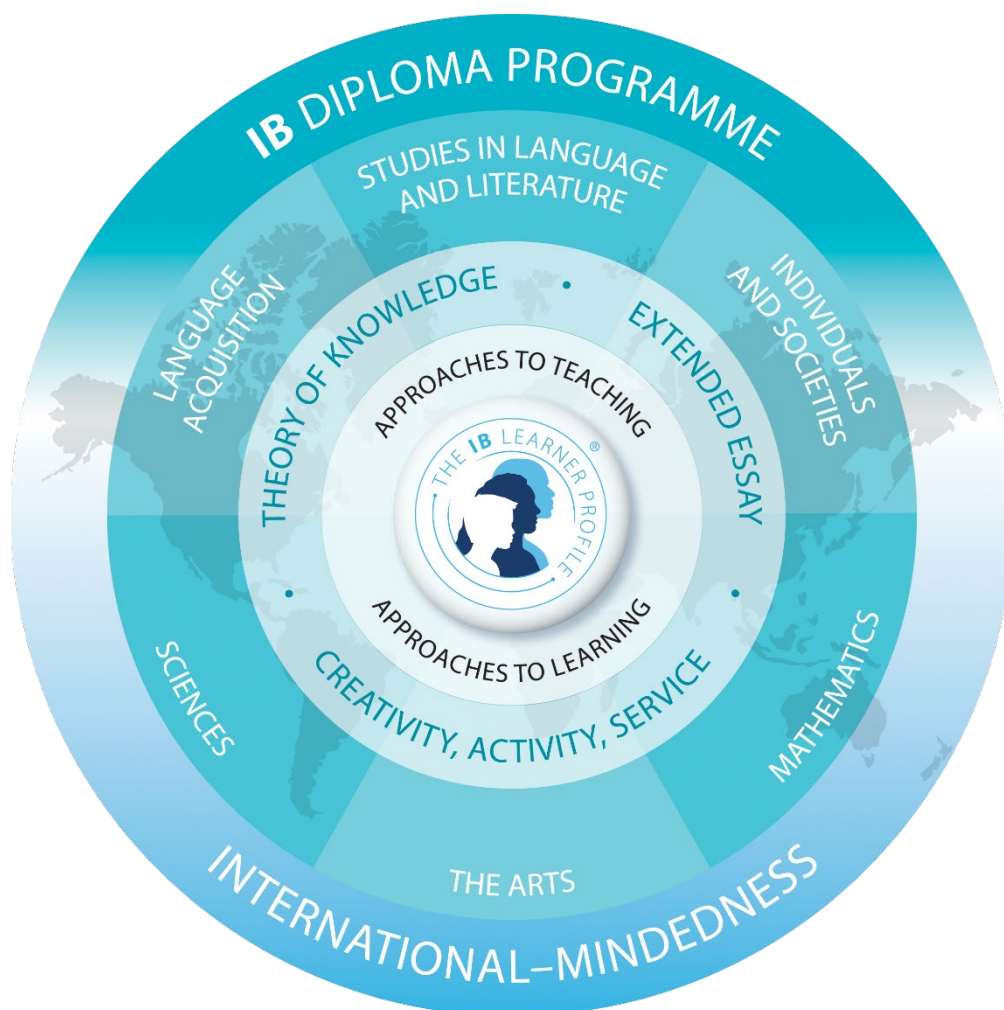 IB DIPLOMA PROGRAMME
STUDIES IN LANGUAGE
AND LITERATURE
LANGUAGE
ACQUISITION
INDIVIDUALS
AND SOCIETIES
THEORY OF KNOWLEDGE
•
EXTENDED ESSAY
•
CREATIVITY, ACTIVITY, SERVICE
•
APPROACHES TO TEACHING
THE IB LEARNER PROFILE
®
APPROACHES TO LEARNING
SCIENCES
MATHEMATICS
THE ARTS
INTERNATIONAL–MINDEDNESS